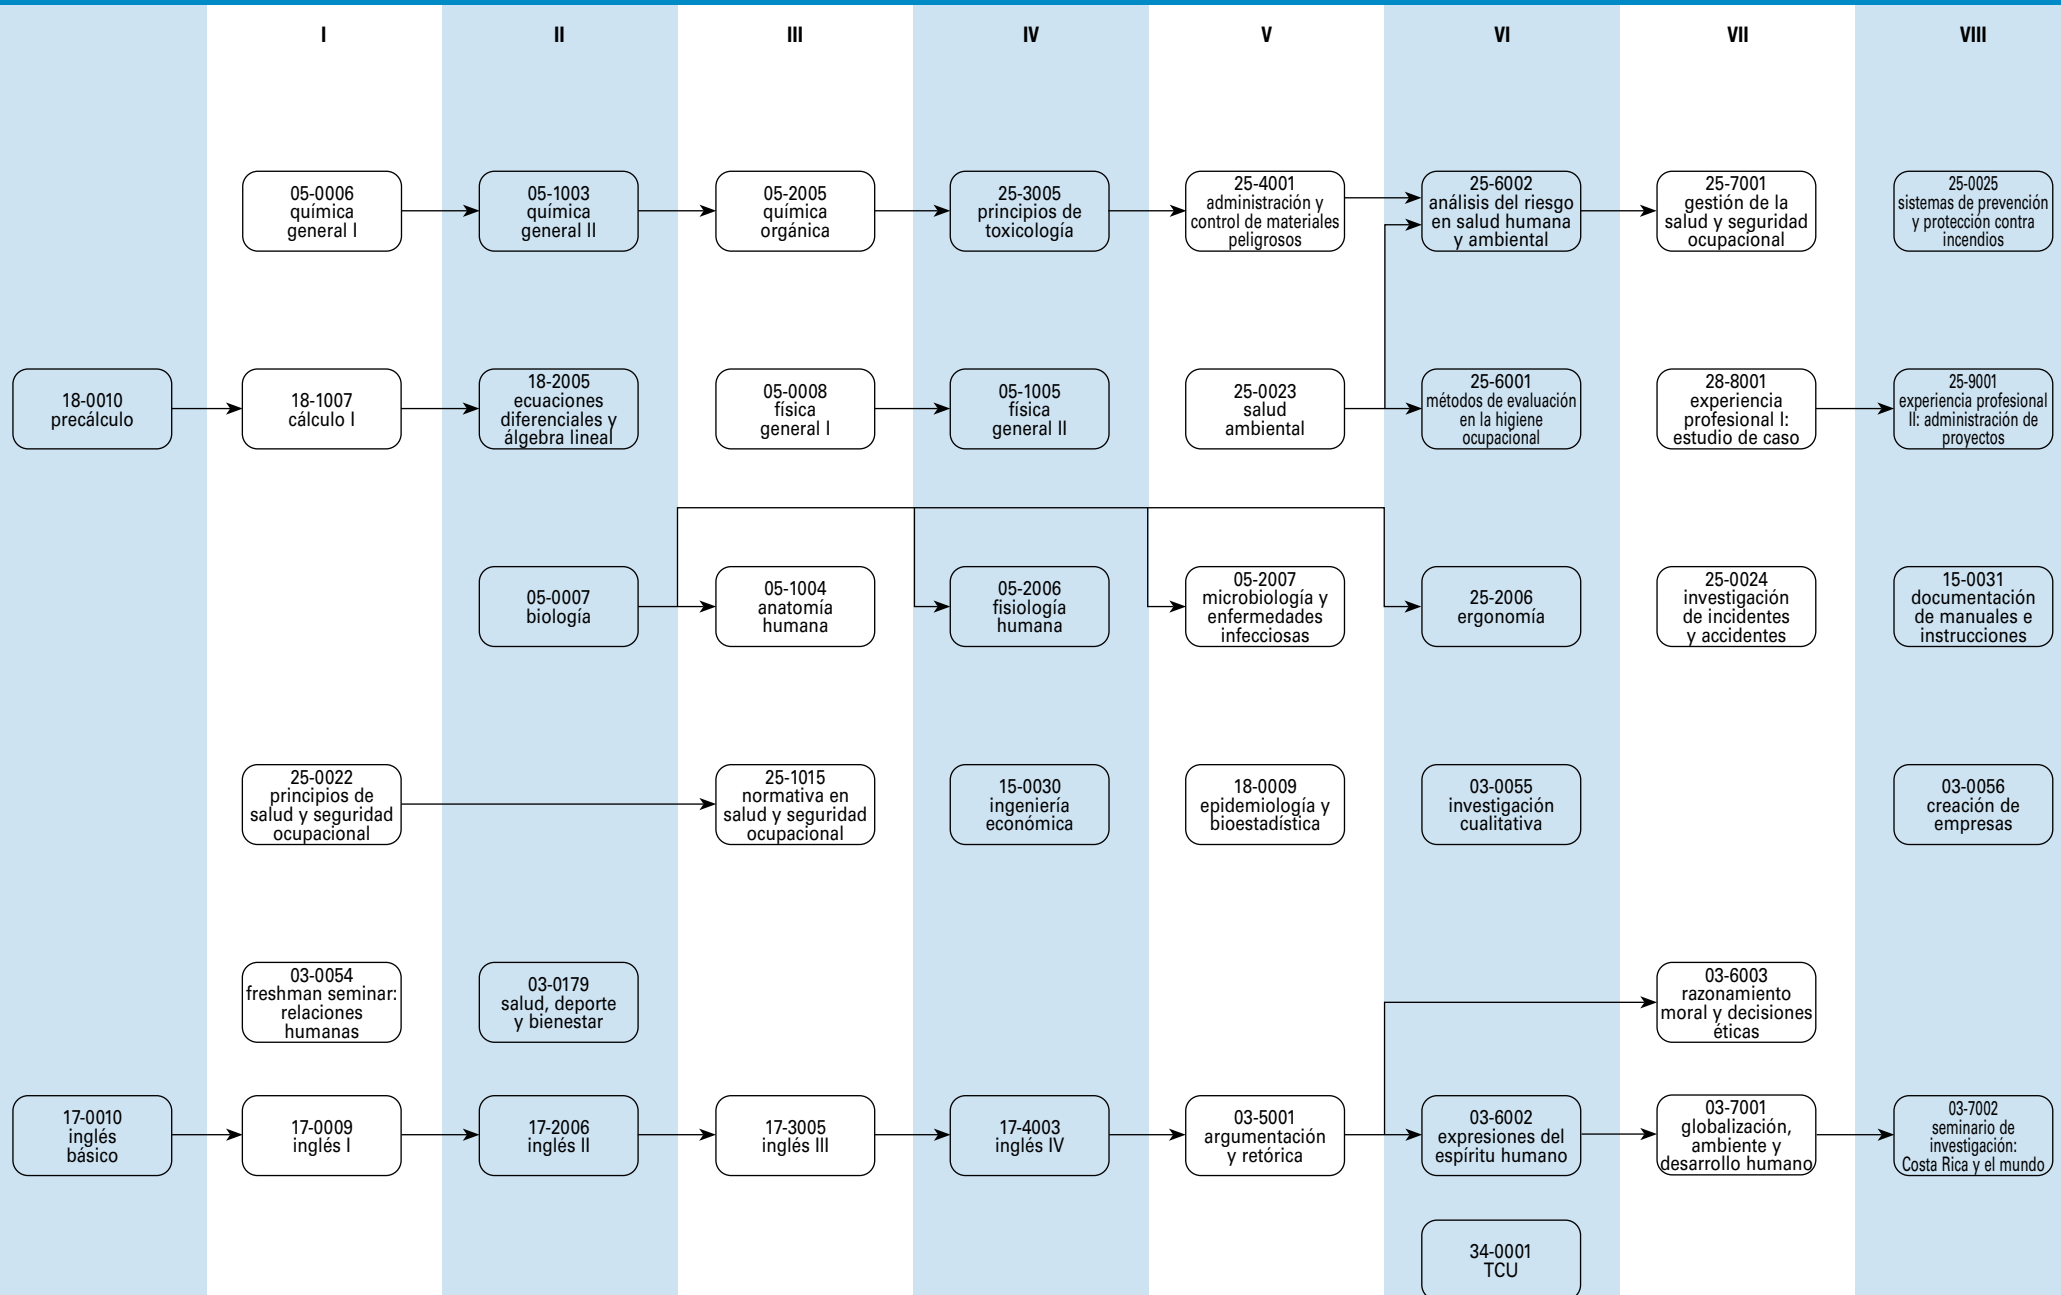 I
II
III
IV
V
VI
VII
VIII
05-0006
química
general I
05-1003
química
general II
05-2005
química
orgánica
25-3005
principios de
toxicología
25-4001
administración y
control de materiales
peligrosos
25-6002
análisis del riesgo
en salud humana
y ambiental
25-7001
gestión de la
salud y seguridad
ocupacional
25-0025
sistemas de prevención
y protección contra
incendios
18-0010
precálculo
18-1007
cálculo I
18-2005
ecuaciones
diferenciales y
álgebra lineal
05-0008
física
general I
05-1005
física
general II
25-0023
salud
ambiental
25-6001
métodos de evaluación
en la higiene
ocupacional
28-8001
experiencia
profesional I:
estudio de caso
25-9001
experiencia profesional
II: administración de
proyectos
05-0007
biología
05-1004
anatomía
humana
05-2006
fisiología
humana
05-2007
microbiología y
enfermedades
infecciosas
25-2006
ergonomía
25-0024
investigación
de incidentes
y accidentes
15-0031
documentación
de manuales e
instrucciones
25-0022
principios de
salud y seguridad
ocupacional
25-1015
normativa en
salud y seguridad
ocupacional
15-0030
ingeniería
económica
18-0009
epidemiología y
bioestadística
03-0055
investigación
cualitativa
03-0056
creación de
empresas
03-0054
freshman seminar:
relaciones
humanas
03-0179
salud, deporte
y bienestar
03-6003
razonamiento
moral y decisiones
éticas
17-0010
inglés
básico
17-0009
inglés I
17-2006
inglés II
17-3005
inglés III
17-4003
inglés IV
03-5001
argumentación
y retórica
03-6002
expresiones del
espíritu humano
03-7001
globalización,
ambiente y
desarrollo humano
03-7002
seminario de
investigación:
Costa Rica y el mundo
34-0001
TCU